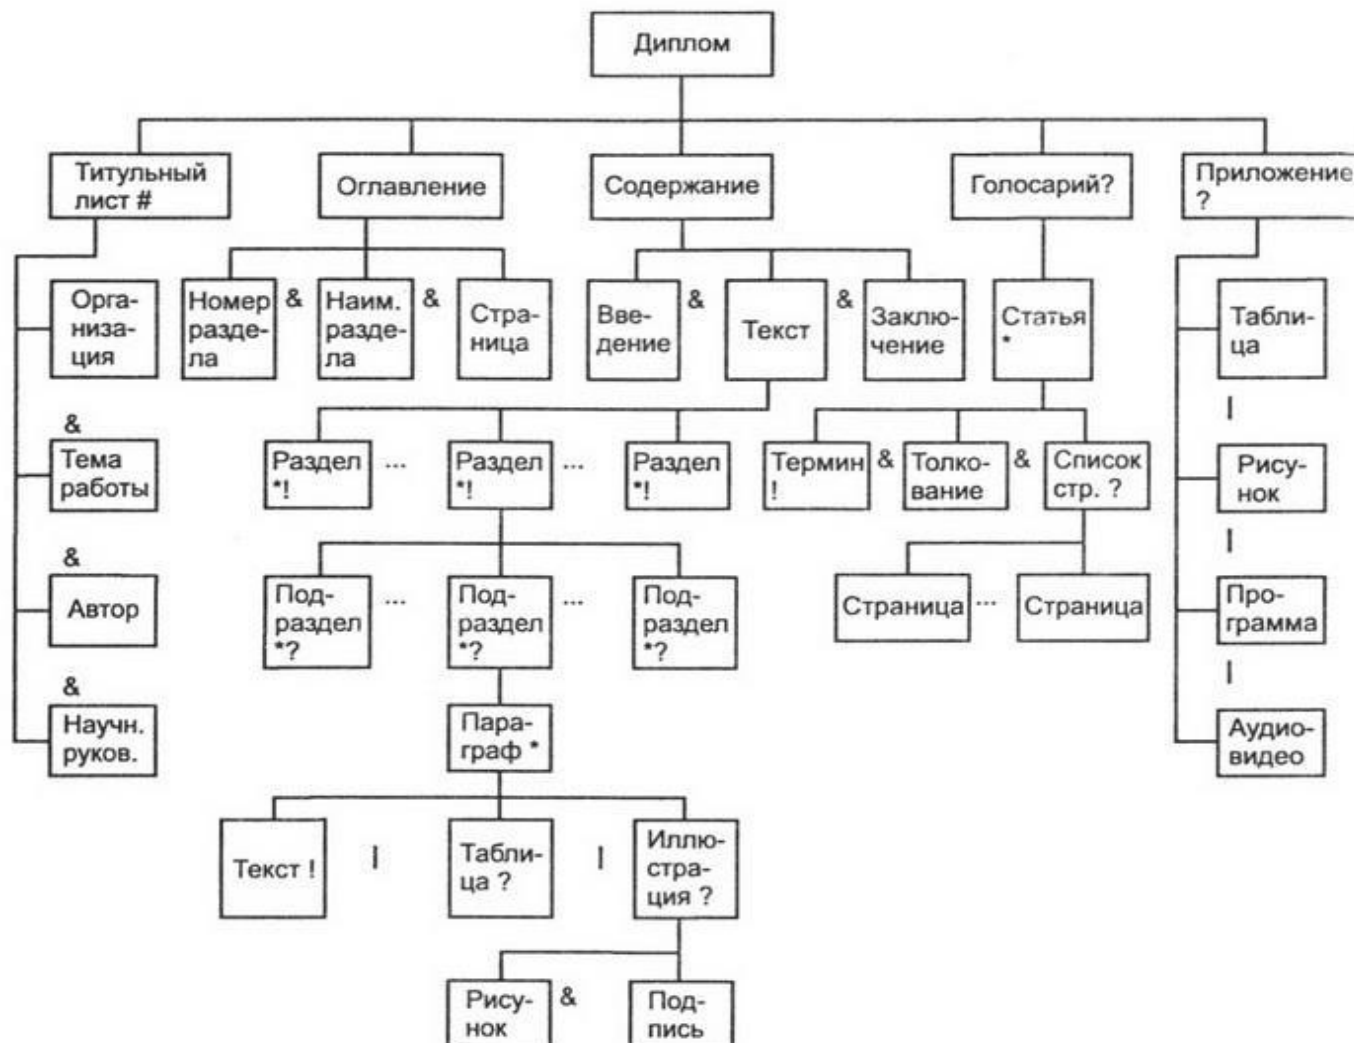 Диплом
Титульный
лист #
Оглавление
Содержание
Голосарий?
Приложение
?
Орга-
низа-
ция
&
Тема
работы
&
Автор
&
Научн.
руков.
Номер
разде-
ла
&
Наим.
разде-
ла
&
Стра-
ница
Вве-
дение
&
Текст
&
Заклю-
чение
Статья
*
Табли-
ца
|
Рису-
нок
|
Про-
грамма
|
Аудио-
видео
Раздел
*!
...
Раздел
*!
...
Раздел
*!
Термин
!
&
Толко-
вание
&
Список
стр. ?
Под-
раздел
*?
...
Под-
раздел
*?
...
Под-
раздел
*?
Страница
...
Страница
Пара-
граф *
Текст !
|
Табли-
ца ?
|
Иллю-
стра-
ция ?
Рису-
нок
&
Под-
пись